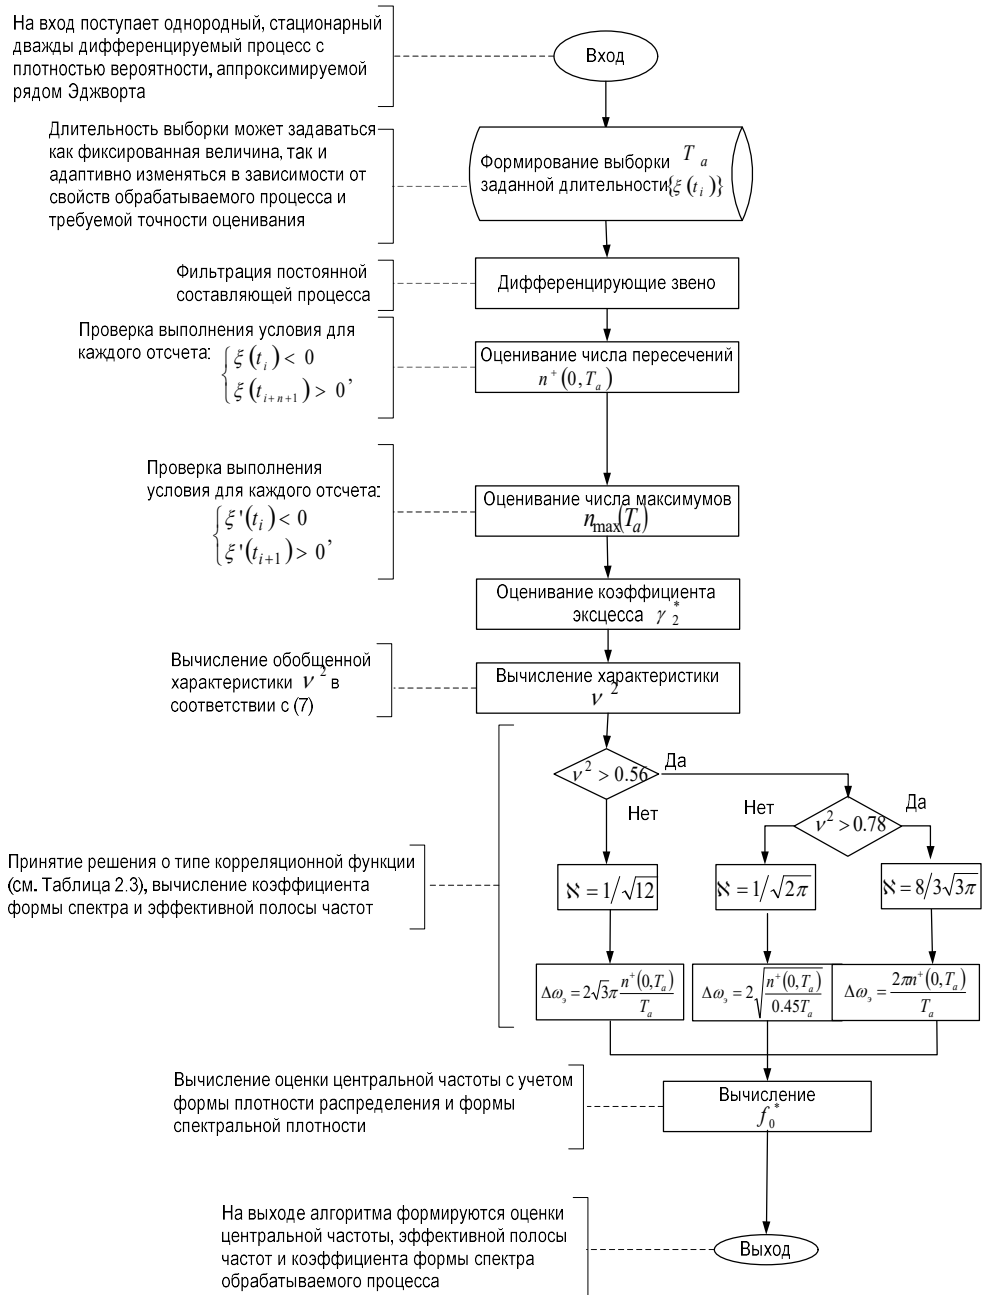 На вход поступает однородный, стационарный
дважды дифференцируемый процесс с
плотностью вероятности, аппроксимируемой
рядом Эджворта
Вход
Длительность выборки может задаваться
как фиксированная величина, так и
адаптивно изменяться в зависимости от
свойств обрабатываемого процесса и
требуемой точности оценивания
Формирование выборки T a
заданной длительности{ξ(t i)}
Фильтрация постоянной
составляющей процесса
Дифференцирующие звено
Проверка выполнения условия для
каждого отсчета:
{ξ(t_i) < 0
ξ(t_{i+n+1}) > 0,
Оценивание числа пересечений
n⁺(0,T_a)
Проверка выполнения
условия для каждого отсчета:
{ξ'(t_i) < 0
ξ'(t_{i+1}) > 0,
Оценивание числа максимумов
n_max(T_a)
Оценивание коэффициента
эксцесса γ₂*
Вычисление обобщенной
характеристики ν² в
соответствии с (7)
Вычисление характеристики
ν²
ν² > 0.56
Да
Нет
ν² > 0.78
Нет
Да
Принятие решения о типе корреляционной функции
(см. Таблица 2.3), вычисление коэффициента
формы спектра и эффективной полосы частот
ℵ = 1/√12
ℵ = 1/√2π
ℵ = 8/3√3π
Δω_э = 2√3π n⁺(0,T_a)/T_a
Δω_э = 2√(n⁺(0,T_a)/0.45T_a)
Δω_э = 2πn⁺(0,T_a)/T_a
Вычисление оценки центральной частоты с учетом
формы плотности распределения и формы
спектральной плотности
Вычисление
f₀*
На выходе алгоритма формируются оценки
центральной частоты, эффективной полосы
частот и коэффициента формы спектра
обрабатываемого процесса
Выход